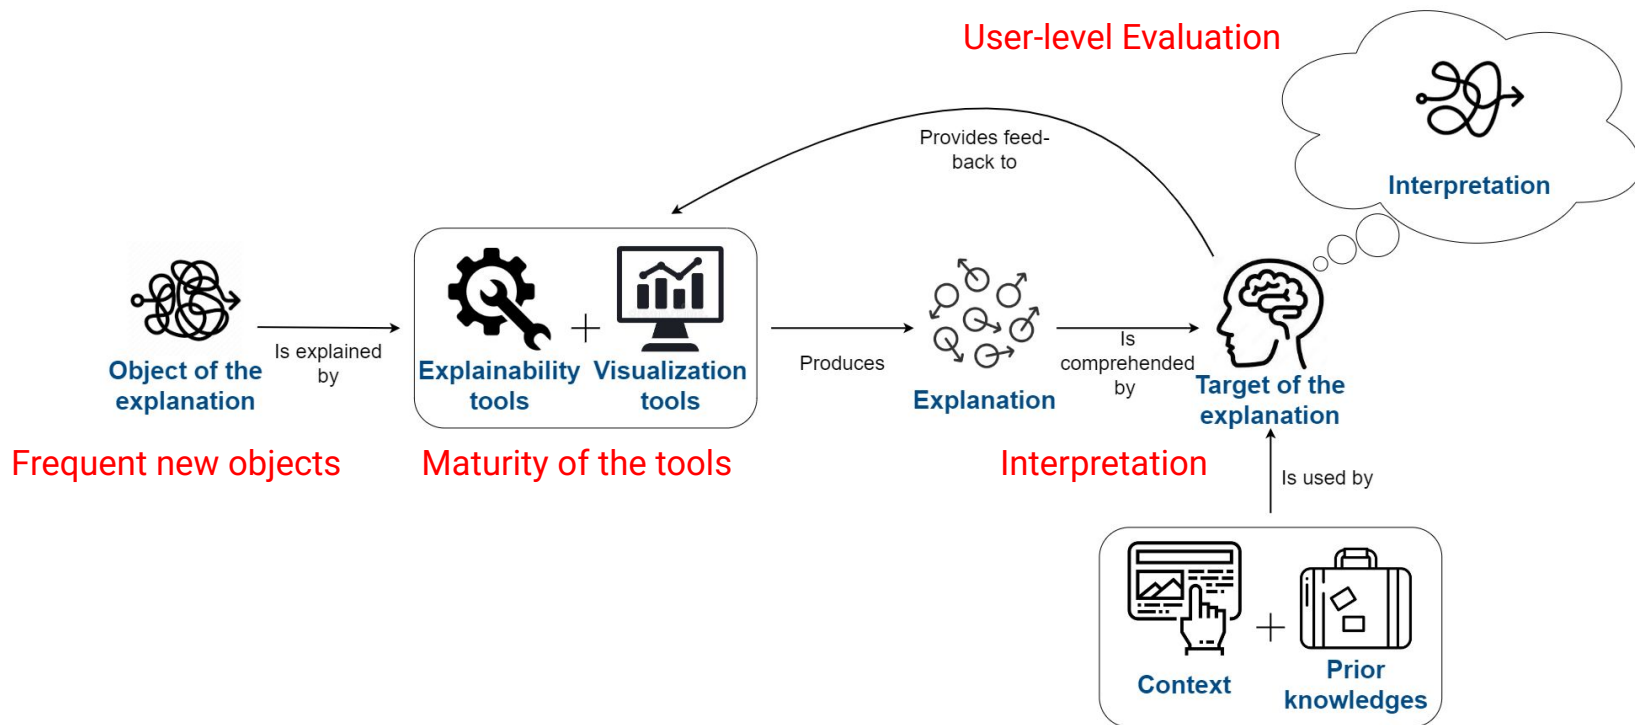 User-level Evaluation
Provides feed-
back to
Interpretation
Is explained
by
Object of the
explanation
Explainability
tools
Visualization
tools
Produces
Explanation
Is
comprehended
by
Target of the
explanation
Frequent new objects
Maturity of the tools
Interpretation
Is used by
Context
Prior
knowledges